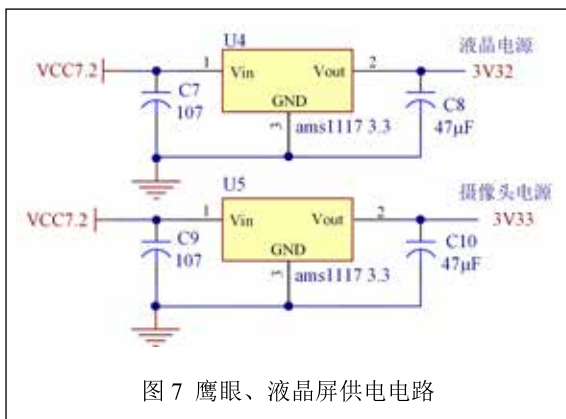 U4
液晶电源
VCC7.2
1
Vin
Vout
2
3V32
C7
107
GND
3
ams1117 3.3
C8
47μF
U5
摄像头电源
VCC7.2
1
Vin
Vout
2
3V33
C9
107
GND
3
ams1117 3.3
C10
47μF
图 7 鹰眼、液晶屏供电电路